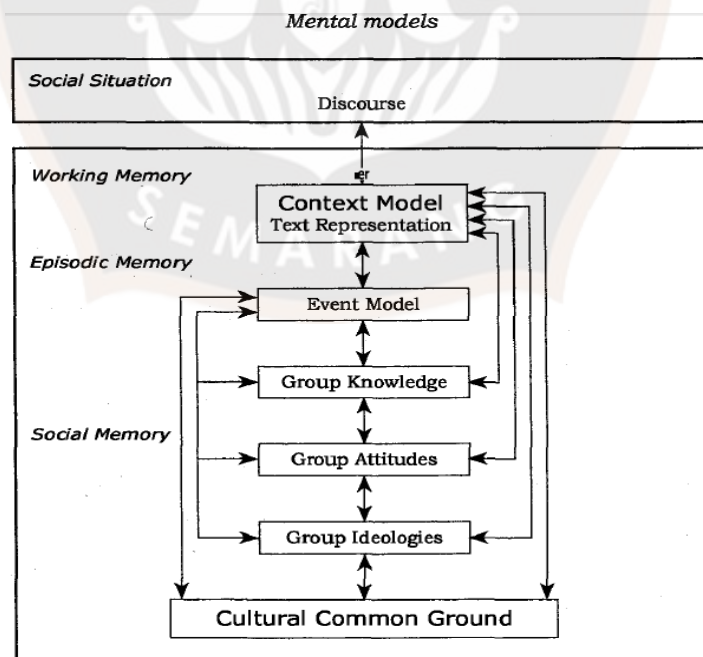 Mental models
Social Situation
Discourse
Working Memory
Context Model
Text Representation
SEMARANG
Episodic Memory
Event Model
Group Knowledge
Social Memory
Group Attitudes
Group Ideologies
Cultural Common Ground